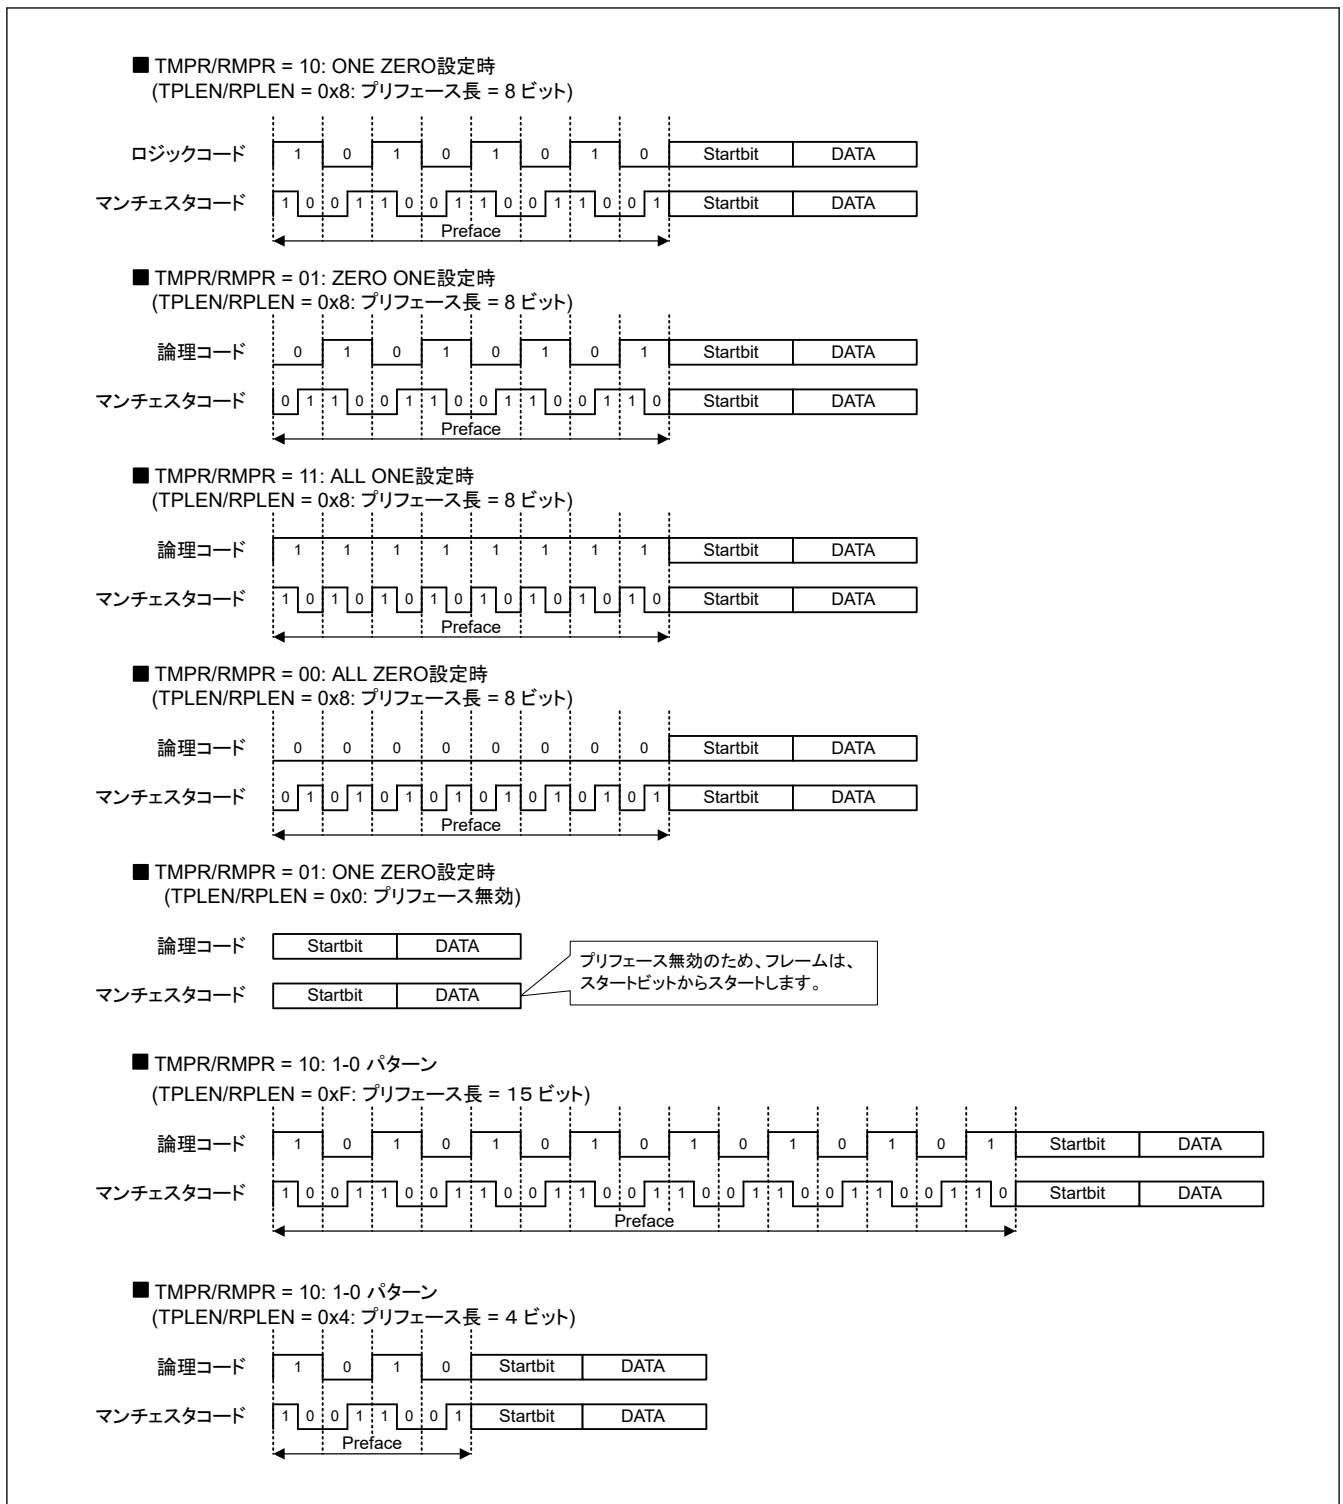 ■ TMPR/RMPR = 10: ONE ZERO設定時
(TPLEN/RPLEN = 0x8: プリフェース長 = 8 ビット)
ロジックコード 1 0 1 0 1 0 1 0 Startbit DATA
マンチェスタコード 1 0 0 1 1 0 0 1 1 0 0 1 1 0 0 1 Startbit DATA
Preface
■ TMPR/RMPR = 01: ZERO ONE設定時
(TPLEN/RPLEN = 0x8: プリフェース長 = 8 ビット)
論理コード 0 1 0 1 0 1 0 1 Startbit DATA
マンチェスタコード 0 1 1 0 0 1 1 0 0 1 1 0 0 1 1 0 Startbit DATA
Preface
■ TMPR/RMPR = 11: ALL ONE設定時
(TPLEN/RPLEN = 0x8: プリフェース長 = 8 ビット)
論理コード 1 1 1 1 1 1 1 1 Startbit DATA
マンチェスタコード 1 0 1 0 1 0 1 0 1 0 1 0 1 0 1 0 Startbit DATA
Preface
■ TMPR/RMPR = 00: ALL ZERO設定時
(TPLEN/RPLEN = 0x8: プリフェース長 = 8 ビット)
論理コード 0 0 0 0 0 0 0 0 Startbit DATA
マンチェスタコード 0 1 0 1 0 1 0 1 0 1 0 1 0 1 0 1 Startbit DATA
Preface
■ TMPR/RMPR = 01: ONE ZERO設定時
(TPLEN/RPLEN = 0x0: プリフェース無効)
論理コード Startbit DATA
マンチェスタコード Startbit DATA
プリフェース無効のため、フレームは、
スタートビットからスタートします。
■ TMPR/RMPR = 10: 1-0 パターン
(TPLEN/RPLEN = 0xF: プリフェース長 = 15 ビット)
論理コード 1 0 1 0 1 0 1 0 1 0 1 0 1 0 1 Startbit DATA
マンチェスタコード 1 0 0 1 1 0 0 1 1 0 0 1 1 0 0 1 1 0 0 1 1 0 0 1 1 0 0 1 1 0 Startbit DATA
Preface
■ TMPR/RMPR = 10: 1-0 パターン
(TPLEN/RPLEN = 0x4: プリフェース長 = 4 ビット)
論理コード 1 0 1 0 Startbit DATA
マンチェスタコード 1 0 0 1 1 0 0 1 Startbit DATA
Preface